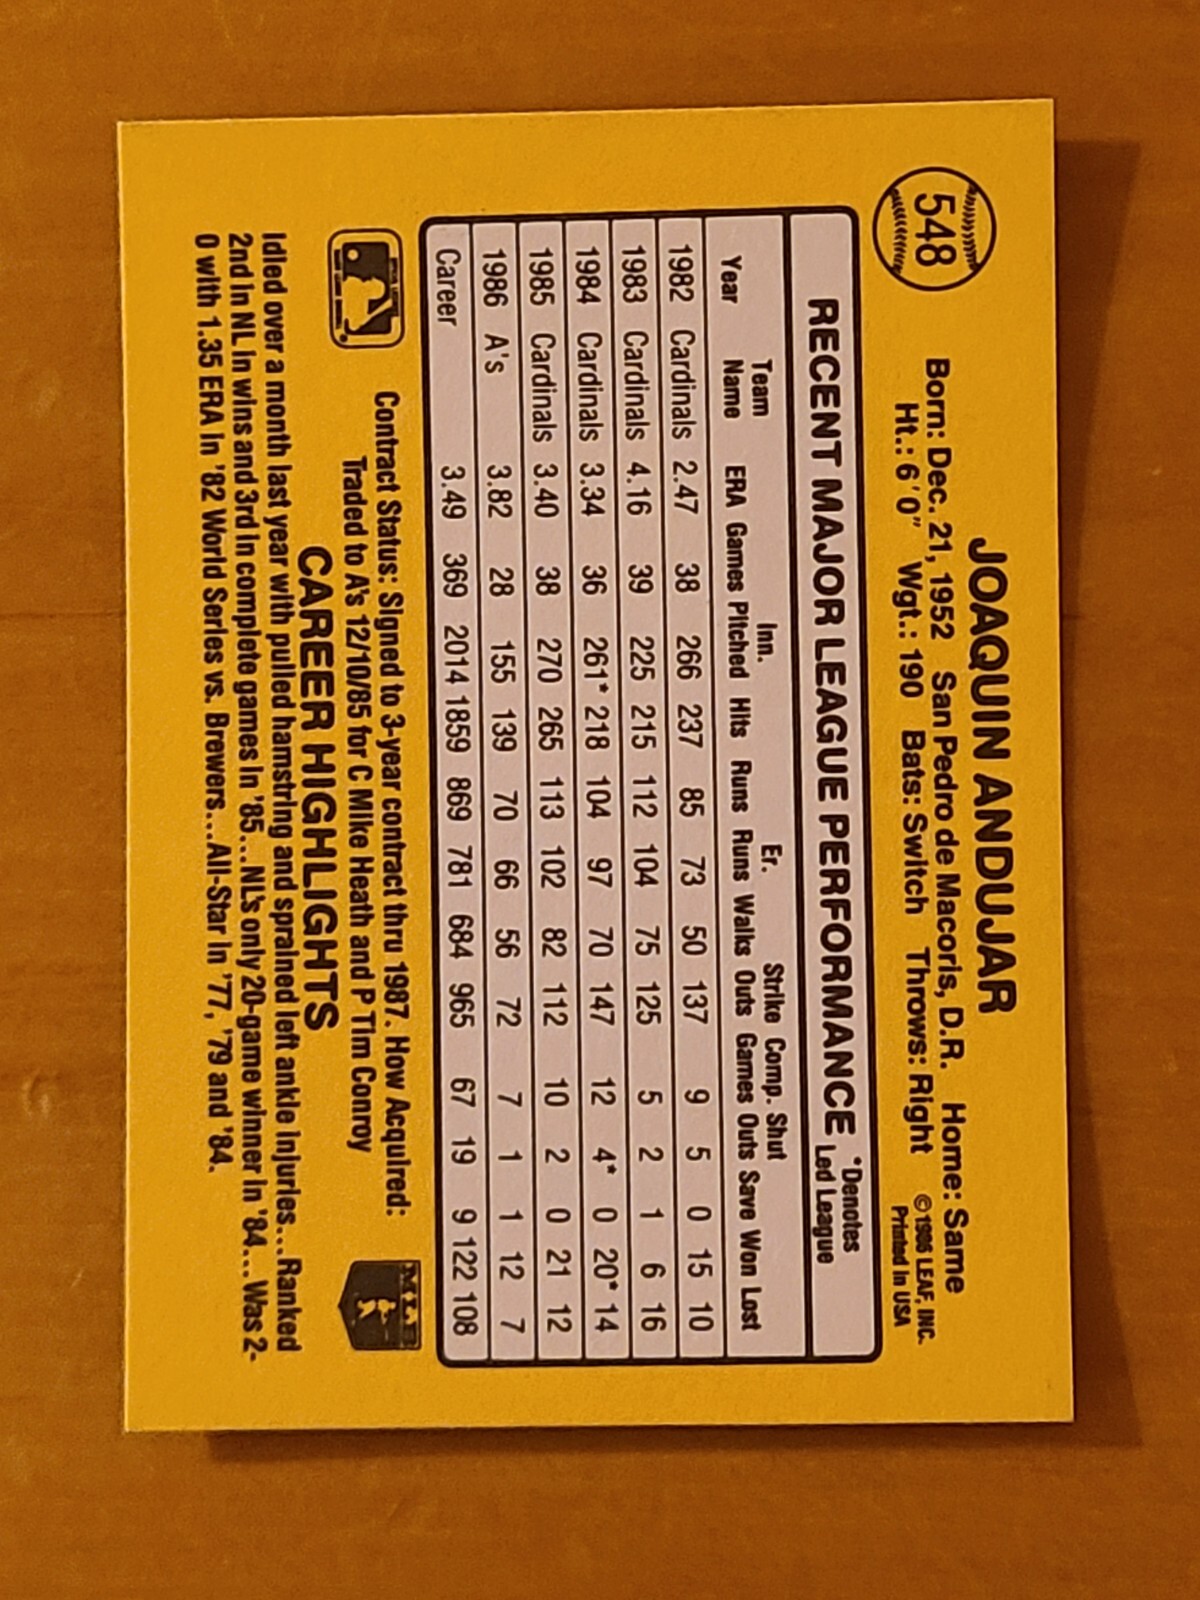 548
JOAQUIN ANDUJAR
Born: Dec. 21, 1952 San Pedro de Macoris, D.R. Home: Same
Ht.: 6'0" Wgt.: 190 Bats: Switch Throws: Right
©1986 LEAF, INC.
Printed in USA
RECENT MAJOR LEAGUE PERFORMANCE *Denotes
Led League
Team Inn. Er. Strike Comp. Shut
Year Name ERA Games Pitched Hits Runs Runs Walks Outs Games Outs Save Won Lost
1982 Cardinals 2.47 38 266 237 85 73 50 137 9 5 0 15 10
1983 Cardinals 4.16 39 225 215 112 104 75 125 5 2 1 6 16
1984 Cardinals 3.34 36 261* 218 104 97 70 147 12 4* 0 20* 14
1985 Cardinals 3.40 38 270 265 113 102 82 112 10 2 0 21 12
1986 A's 3.82 28 155 139 70 66 56 72 7 1 1 12 7
Career 3.49 369 2014 1859 869 781 684 965 67 19 9 122 108
Contract Status: Signed to 3-year contract thru 1987. How Acquired:
Traded to A's 12/10/85 for C Mike Heath and P Tim Conroy
CAREER HIGHLIGHTS
Idled over a month last year with pulled hamstring and sprained left ankle injuries...Ranked
2nd in NL in wins and 3rd in complete games in '85...NL's only 20-game winner in '84...Was 2-
0 with 1.35 ERA in '82 World Series vs. Brewers...All-Star in '77, '79 and '84.